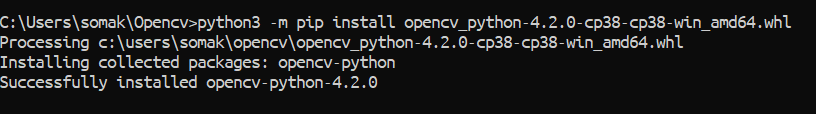 C:\Users\somak\Opencv>python3 -m pip install opencv_python-4.2.0-cp38-cp38-win_amd64.whl
Processing c:\users\somak\opencv\opencv_python-4.2.0-cp38-cp38-win_amd64.whl
Installing collected packages: opencv-python
Successfully installed opencv-python-4.2.0